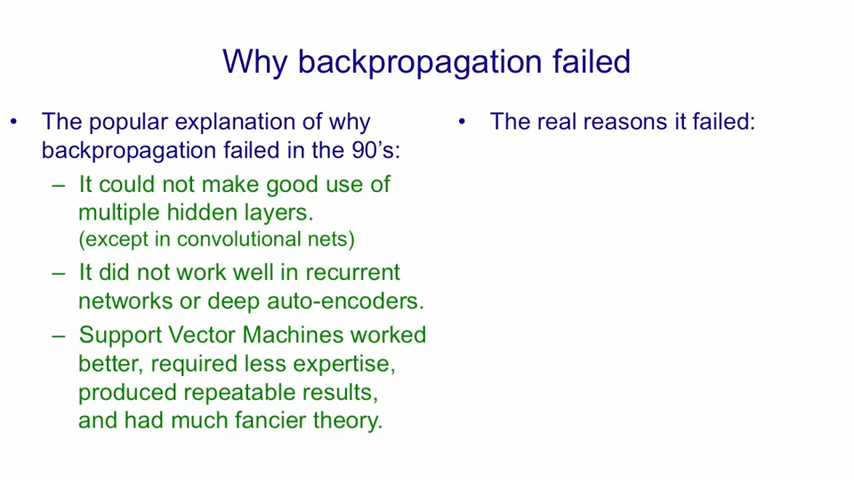 Why backpropagation failed
• The popular explanation of why
backpropagation failed in the 90's:
– It could not make good use of
multiple hidden layers.
(except in convolutional nets)
– It did not work well in recurrent
networks or deep auto-encoders.
– Support Vector Machines worked
better, required less expertise,
produced repeatable results,
and had much fancier theory.
• The real reasons it failed: